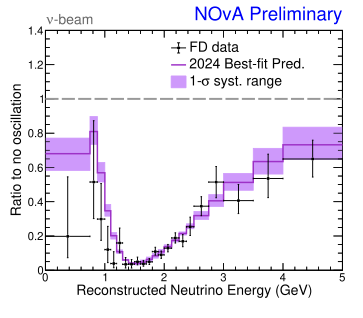 ν-beam
NOvA Preliminary
1.4
1.2
1
0.8
0.6
0.4
0.2
0
Ratio to no oscillation
FD data
2024 Best-fit Pred.
1-σ syst. range
0 1 2 3 4 5
Reconstructed Neutrino Energy (GeV)